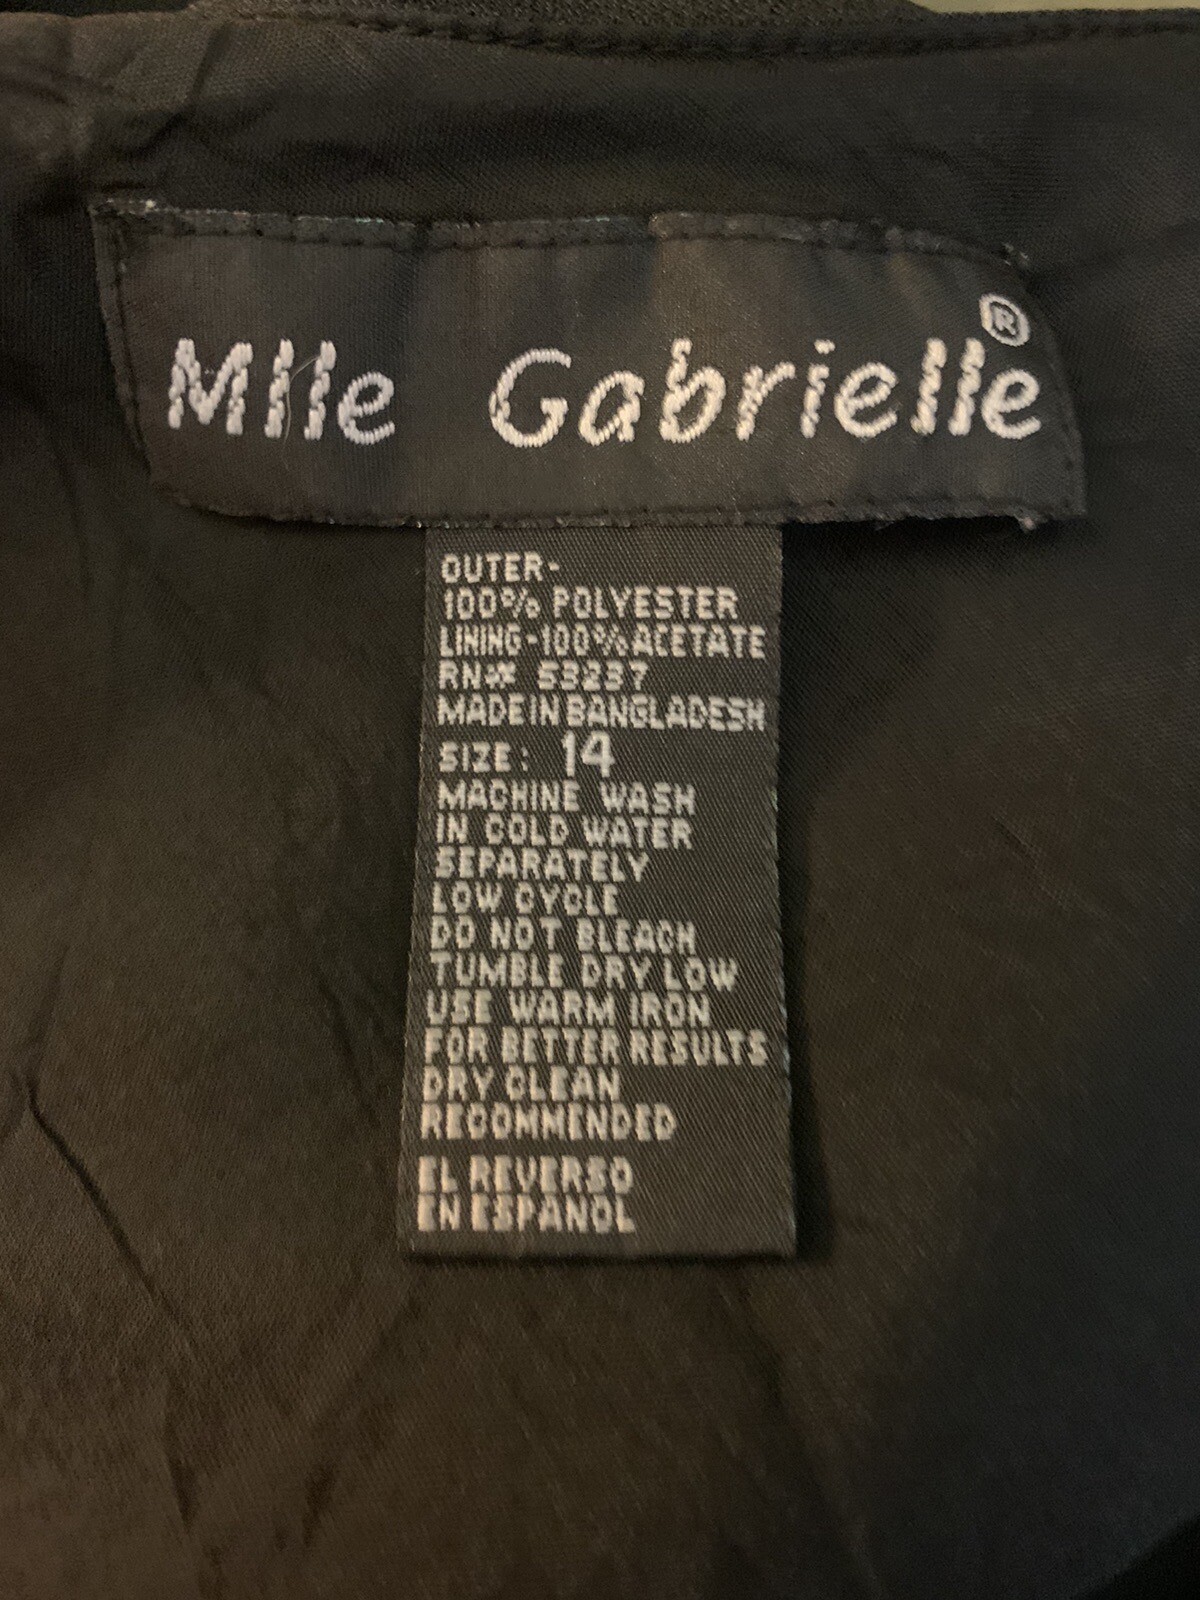 Mlle Gabrielle ®
OUTER-
100% POLYESTER
LINING-100% ACETATE
RN# 53237
MADE IN BANGLADESH
SIZE: 14
MACHINE WASH
IN COLD WATER
SEPARATELY
LOW CYCLE
DO NOT BLEACH
TUMBLE DRY LOW
USE WARM IRON
FOR BETTER RESULTS
DRY CLEAN
RECOMMENDED
EL REVERSO
EN ESPANOL